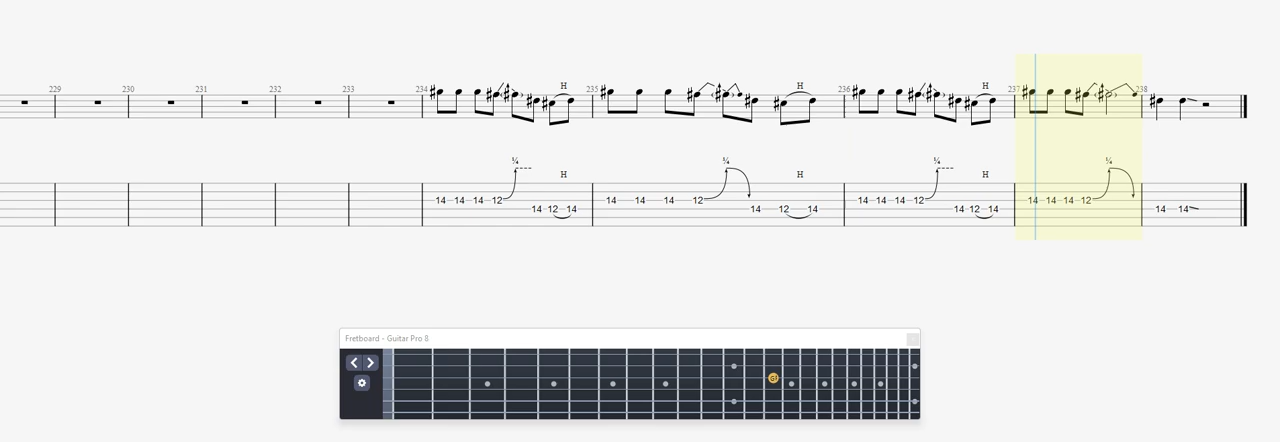 H H H
229 230 231 232 233 234 235 236 237 238
¼ ¼ ¼ ¼
H H H
14 14 14 12 14 14 14 12 14 14 14 12 14 14 14 12
14 12 14 14 12 14 14 12 14 14 14
Fretboard - Guitar Pro 8
G♯